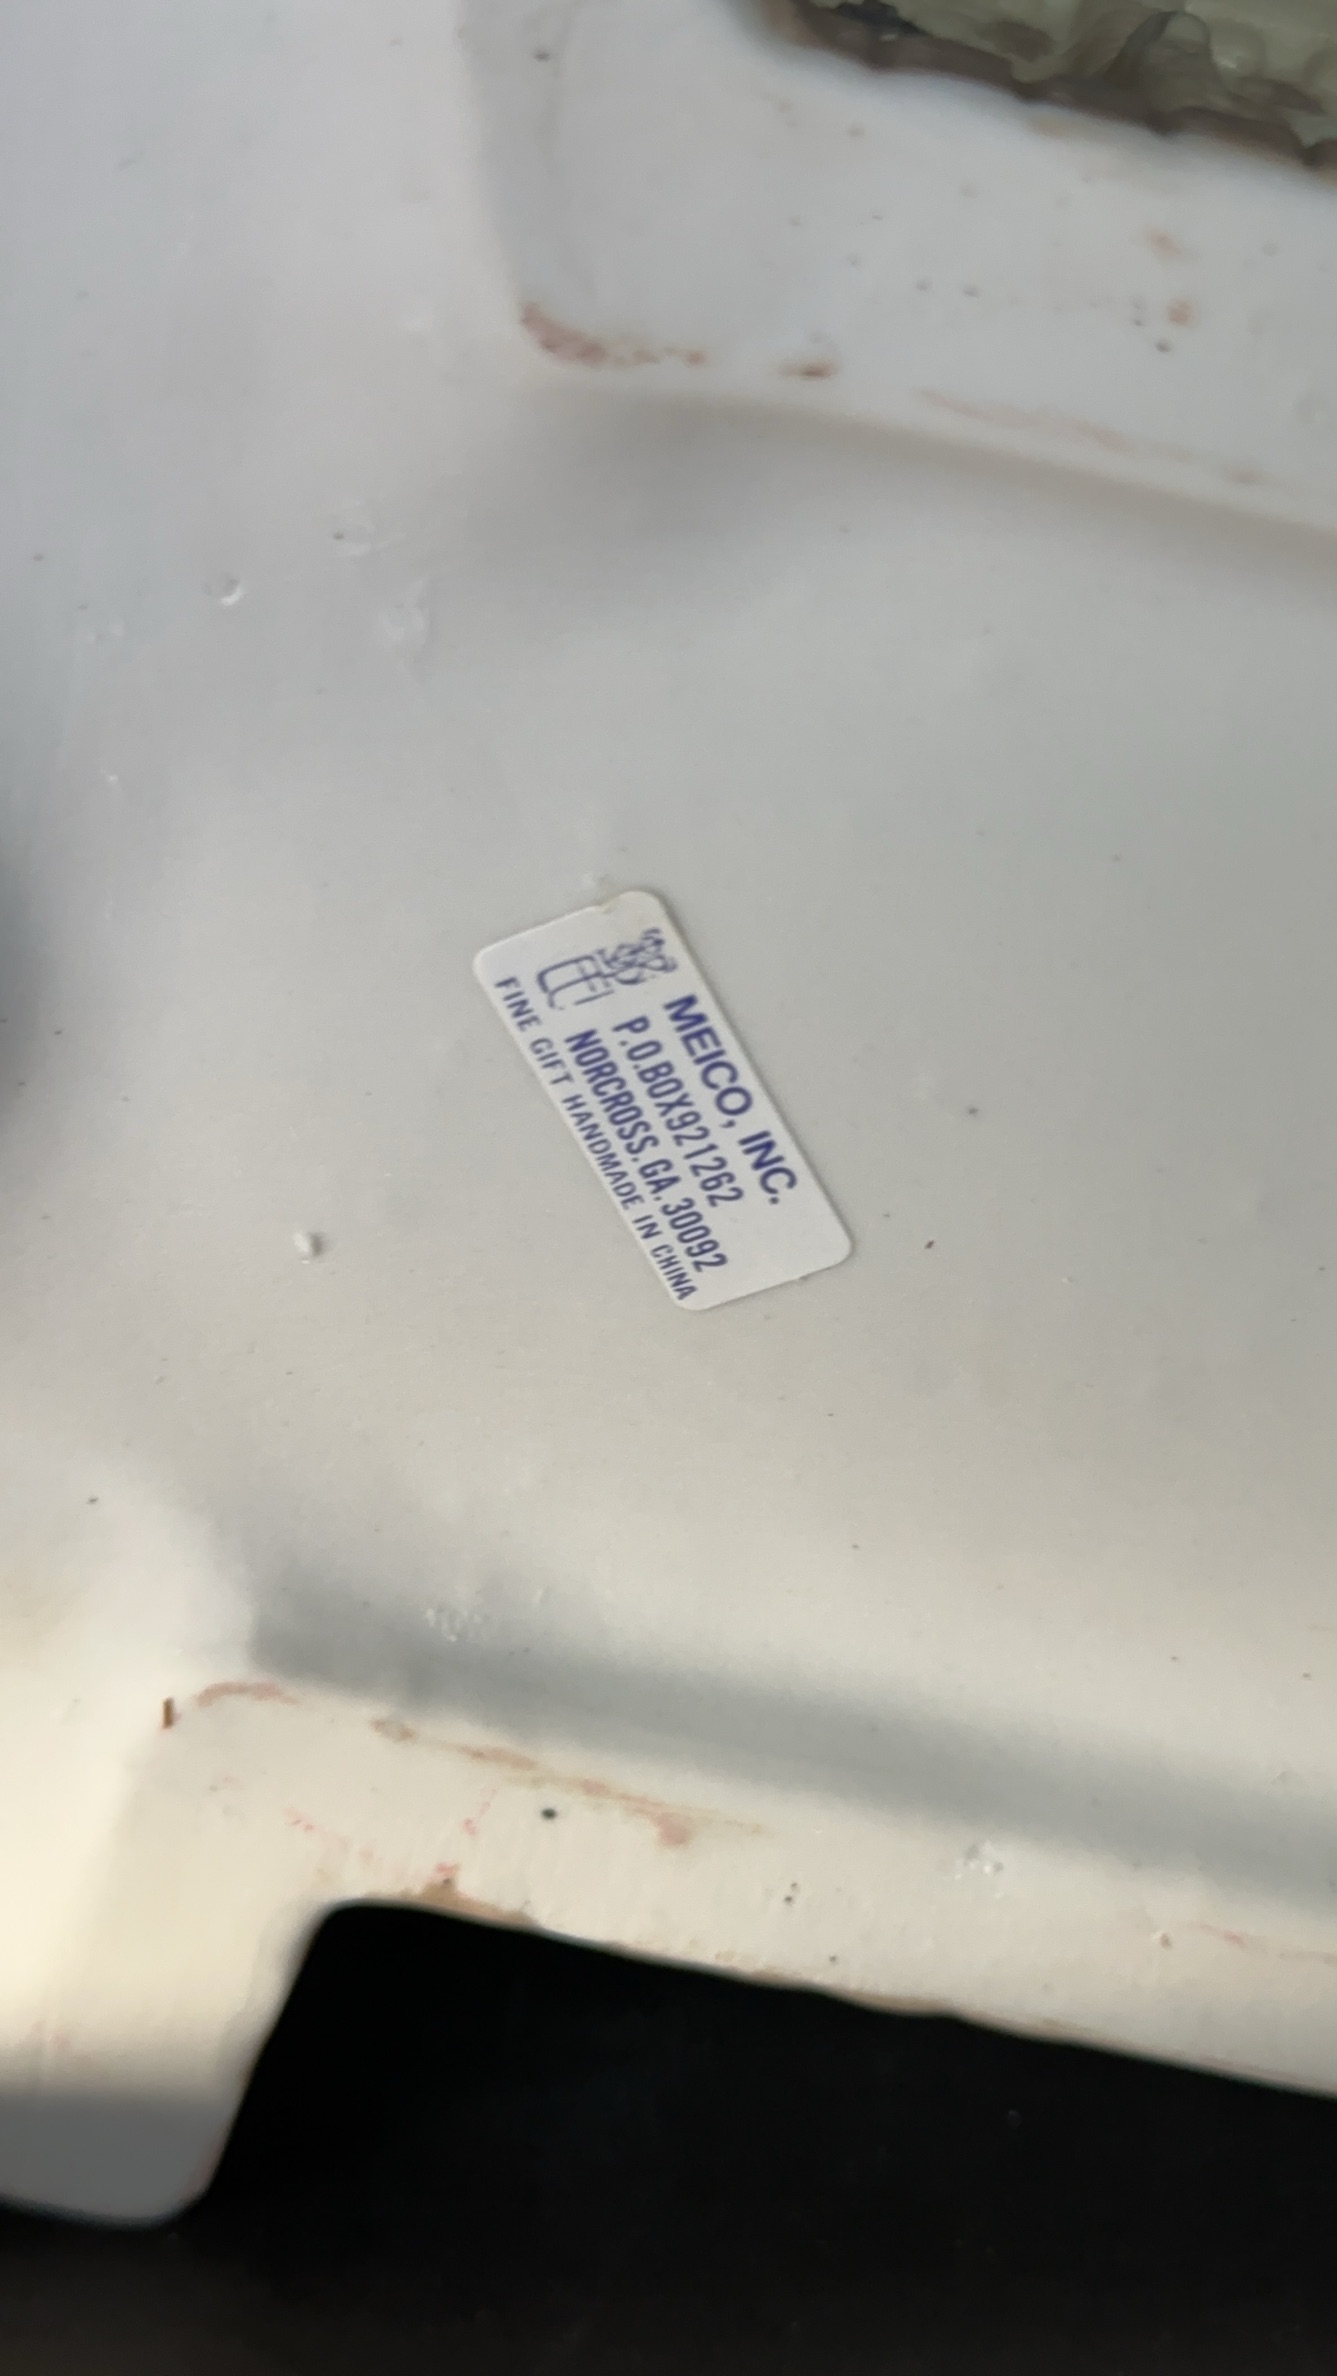 MEICO, INC.
P.O.BOX921262
NORCROSS.GA.30092
FINE GIFT HANDMADE IN CHINA